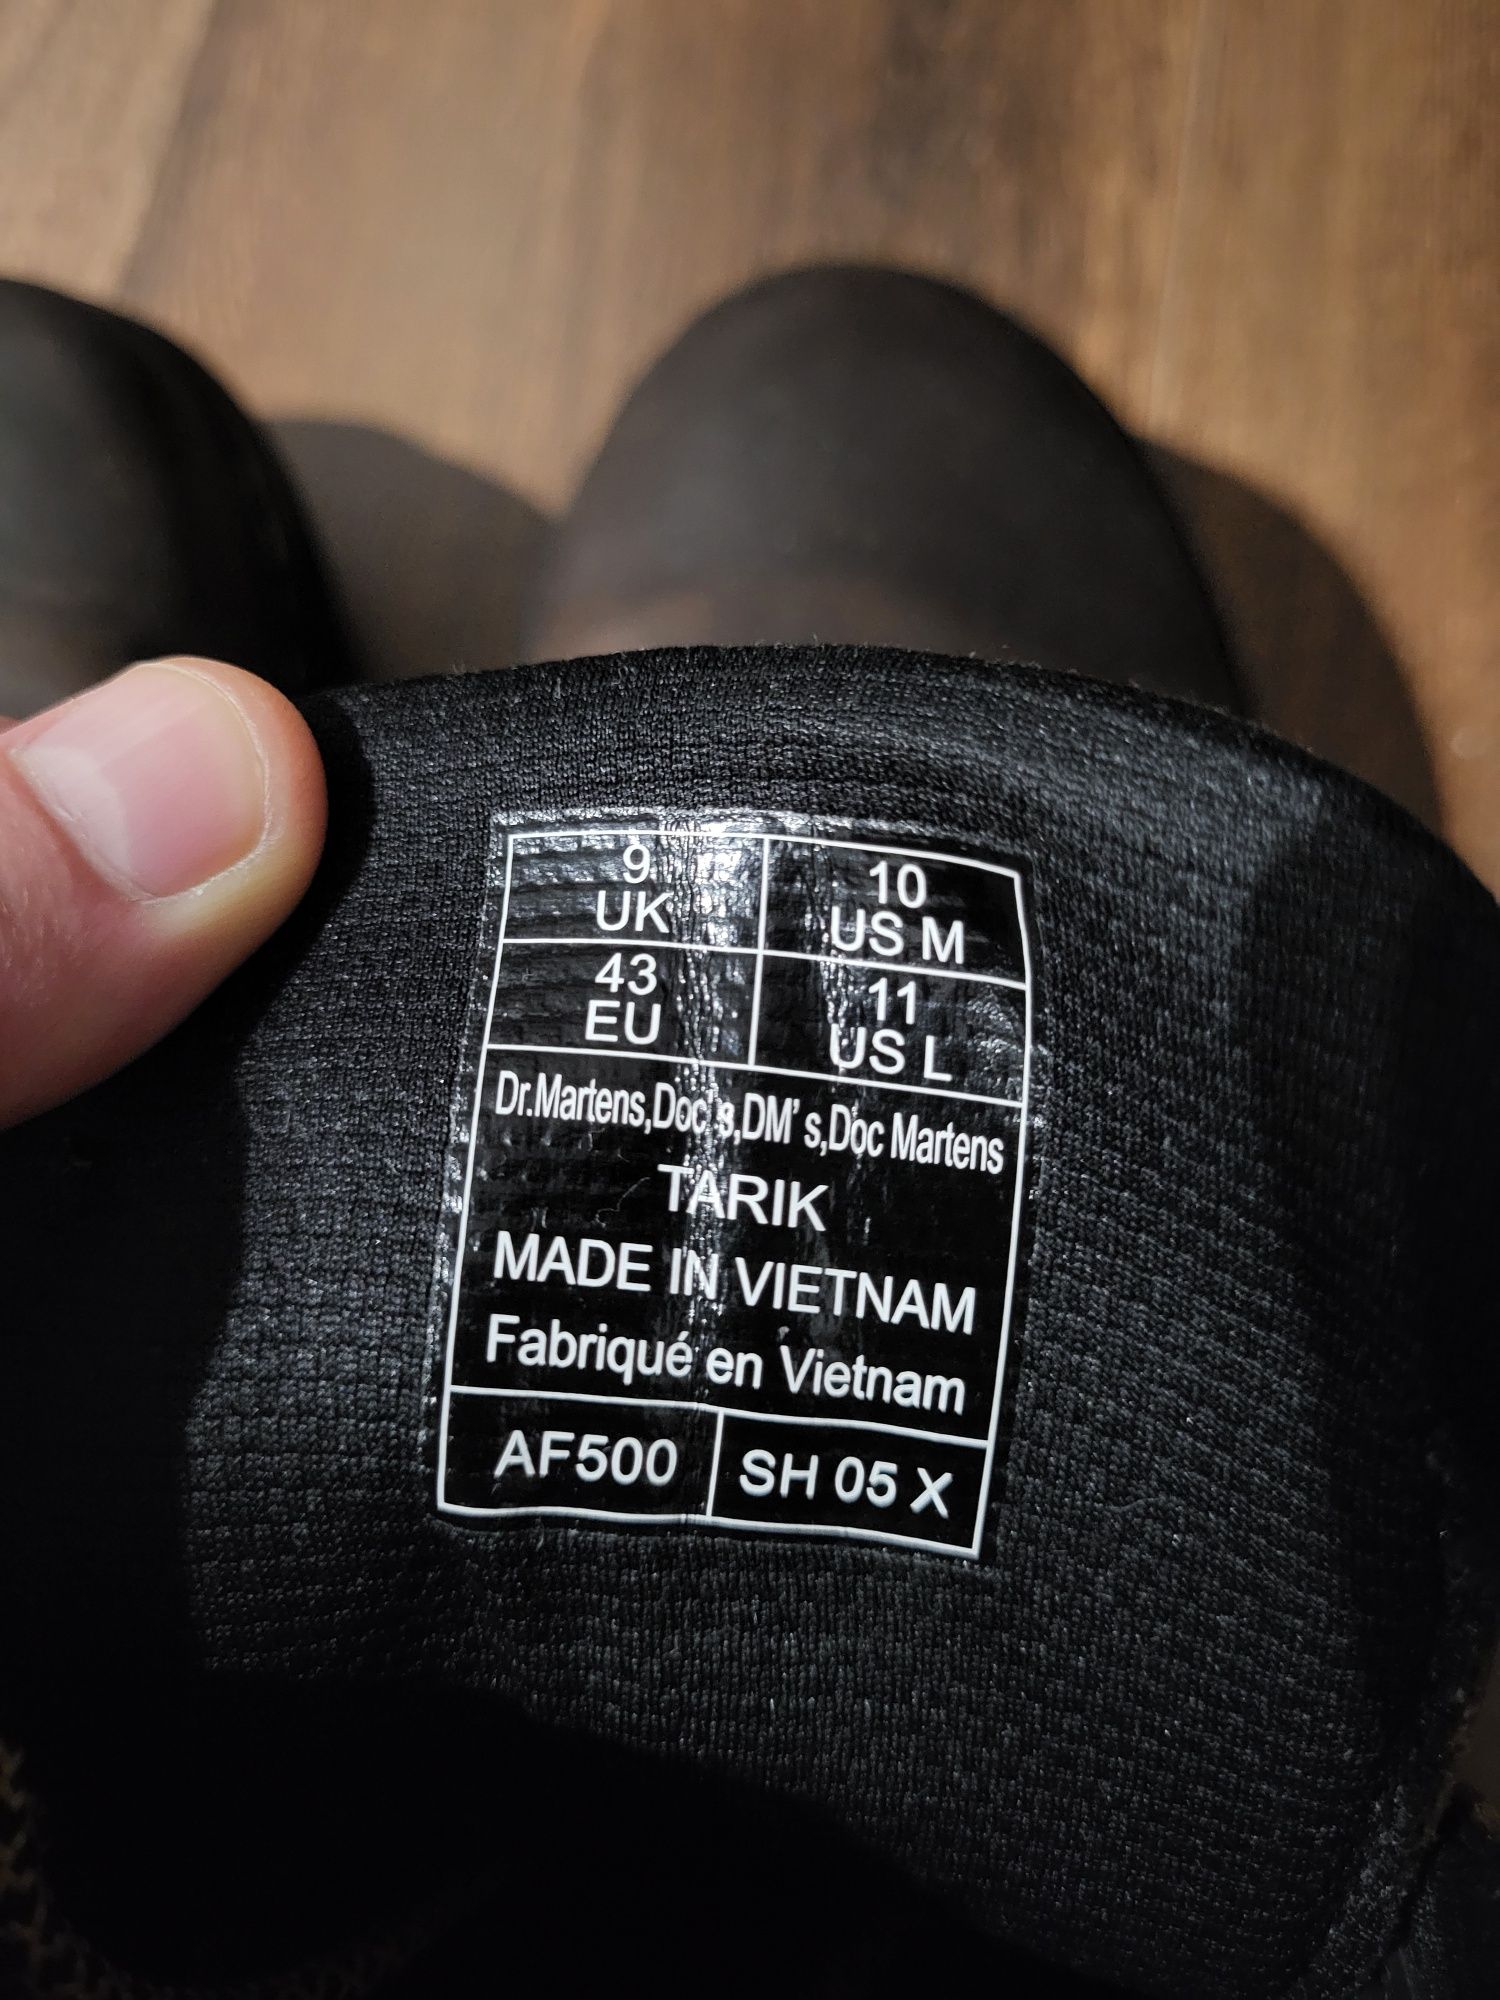 9 10
UK US M
43 11
EU US L
Dr.Martens,Doc's,DM's,Doc Martens
TARIK
MADE IN VIETNAM
Fabriqué en Vietnam
AF500 SH 05 X